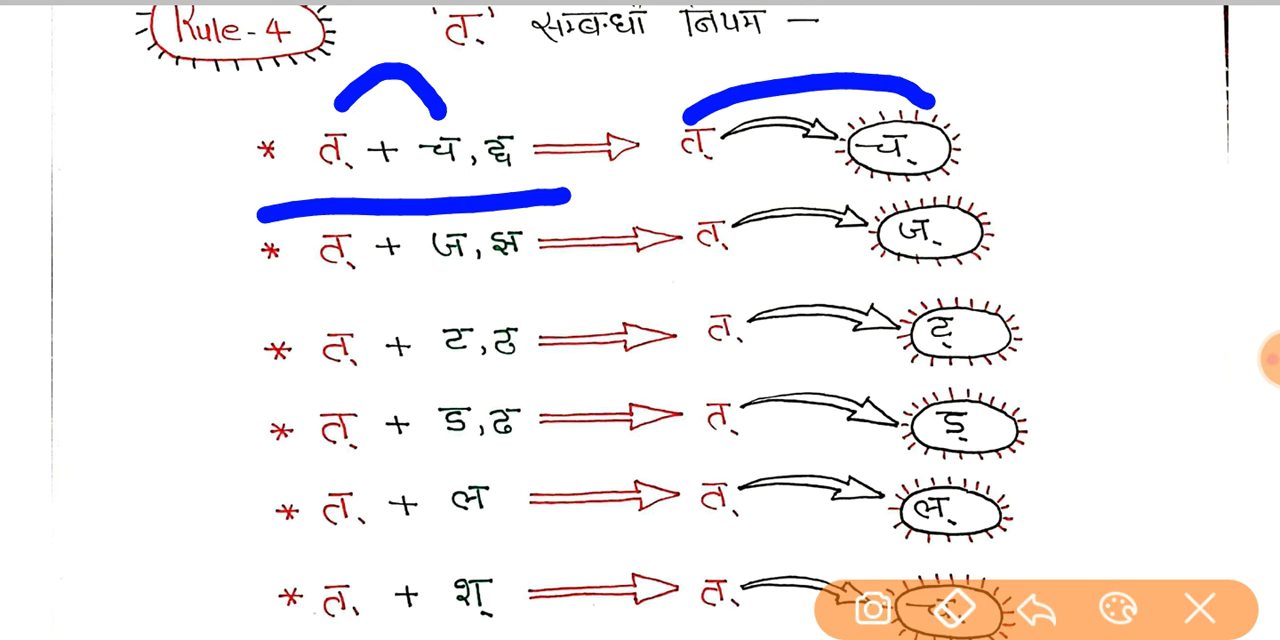 Rule-4 'त्' सम्बन्धी नियम –
* त् + च, छ ⇒ त् → च्
* त् + ज, झ ⇒ त् → ज्
* त् + ट, ठ ⇒ त् → ट्
* त् + ड, ढ ⇒ त् → ड्
* त् + ल ⇒ त् → ल्
* त् + श् ⇒ त् →